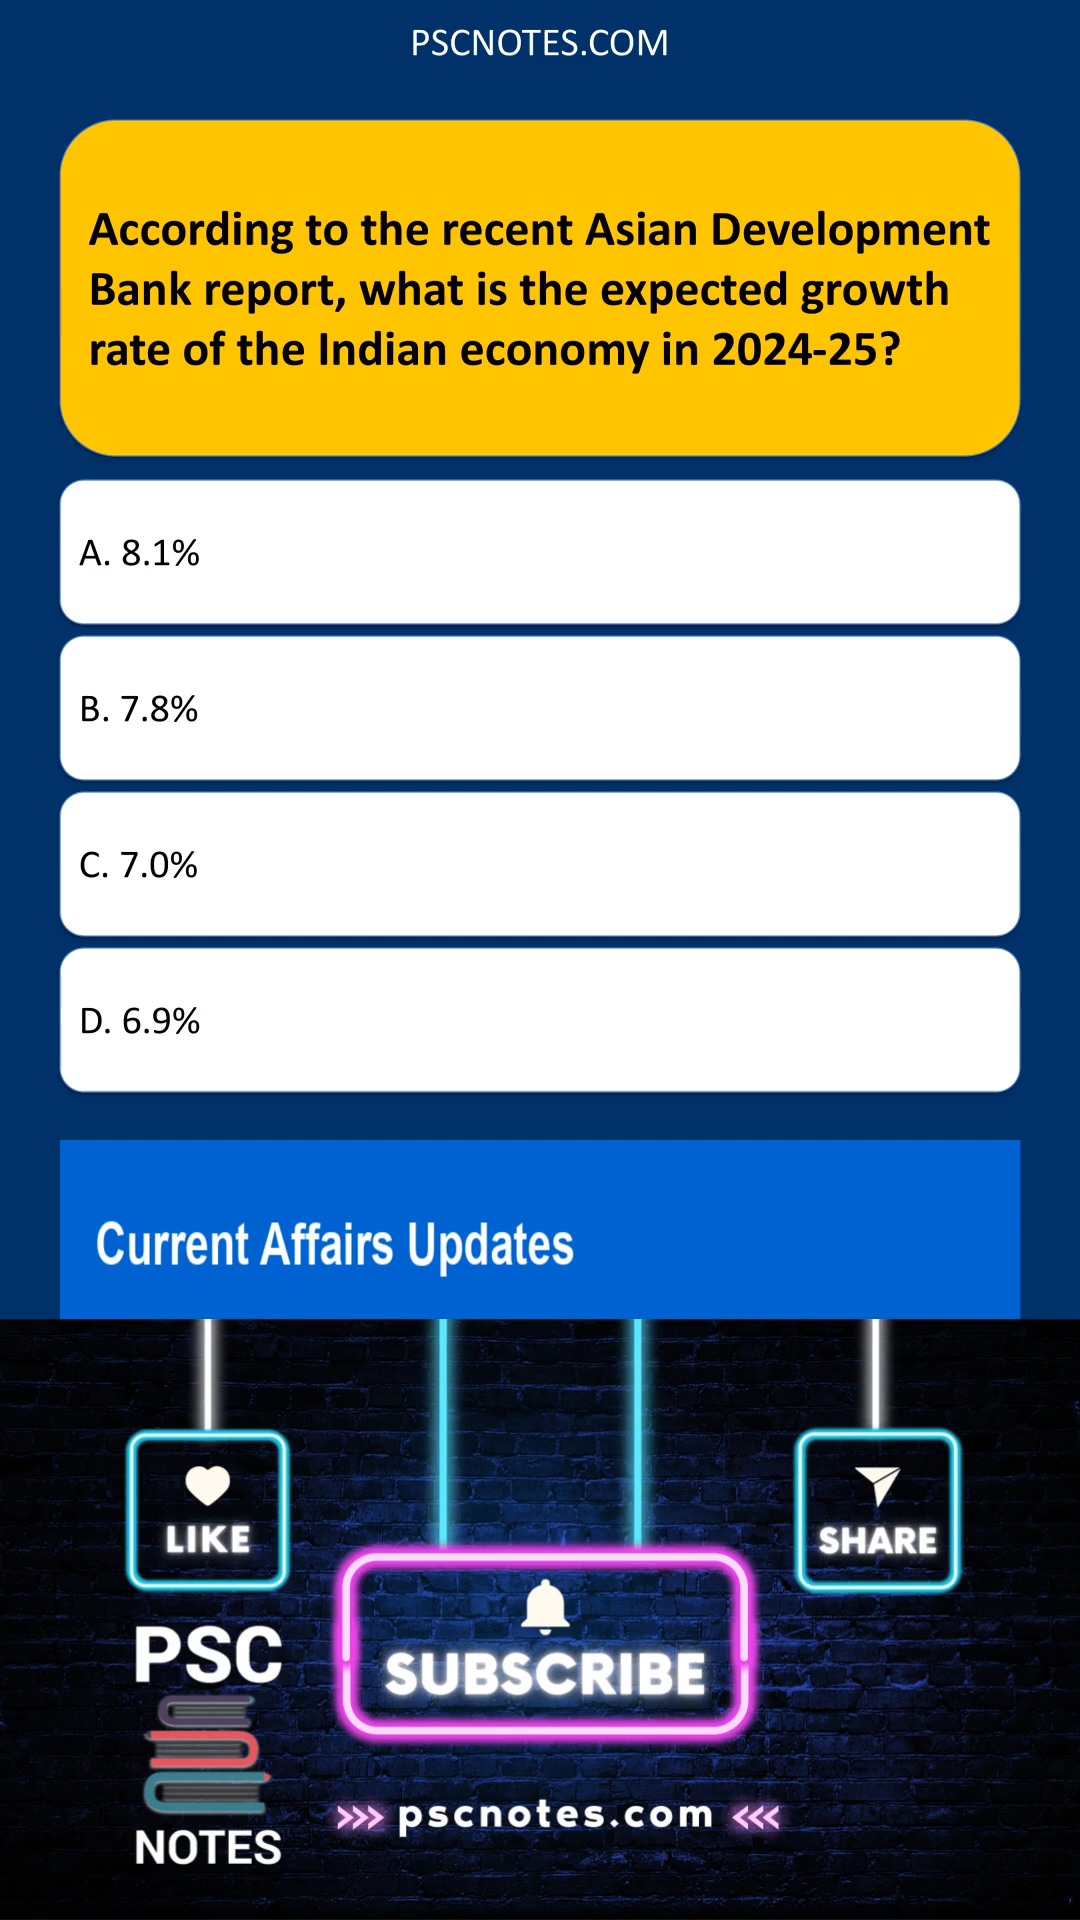 PSCNOTES.COM
According to the recent Asian Development
Bank report, what is the expected growth
rate of the Indian economy in 2024-25?
A. 8.1%
B. 7.8%
C. 7.0%
D. 6.9%
Current Affairs Updates
LIKE
SHARE
SUBSCRIBE
PSC
NOTES
>>> pscnotes.com <<<